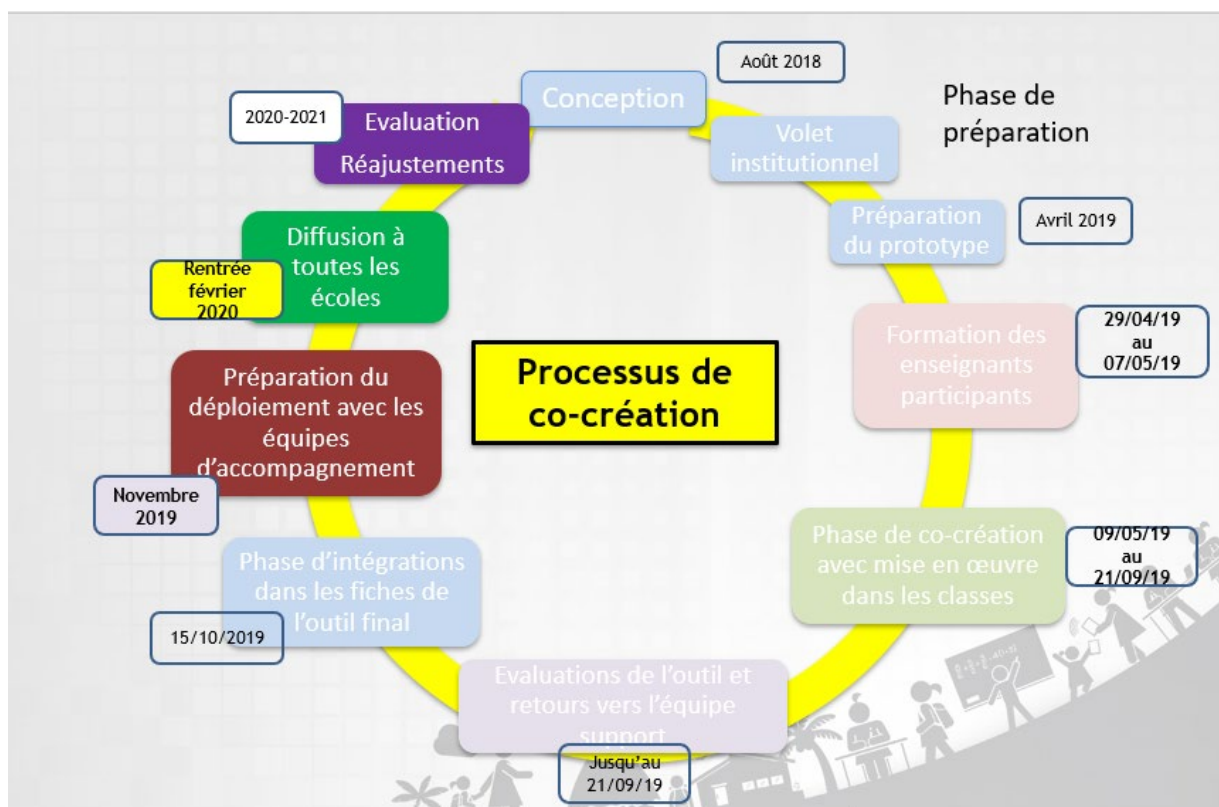 Conception
Août 2018
Phase de
préparation
Volet
institutionnel
Préparation
du prototype
Avril 2019
Formation des
enseignants
participants
29/04/19
au
07/05/19
Phase de co-création
avec mise en œuvre
dans les classes
09/05/19
au
21/09/19
Evaluations de l'outil et
retours vers l'équipe
support
Jusqu'au
21/09/19
Phase d'intégrations
dans les fiches de
l'outil final
15/10/2019
Préparation du
déploiement avec les
équipes
d'accompagnement
Novembre
2019
Diffusion à
toutes les
écoles
Rentrée
février
2020
Evaluation
Réajustements
2020-2021
Processus de
co-création